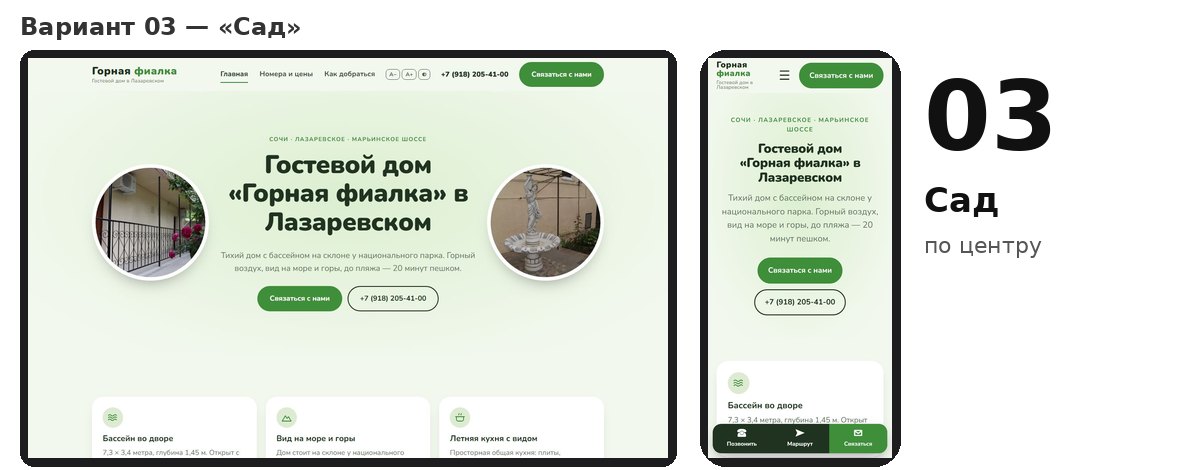 Вариант 03 — «Сад»
Горная фиалка
Гостевой дом в Лазаревском
Главная
Номера и цены
Как добраться
A−
A+
+7 (918) 205-41-00
Связаться с нами
СОЧИ · ЛАЗАРЕВСКОЕ · МАРЬИНСКОЕ ШОССЕ
Гостевой дом
«Горная фиалка» в
Лазаревском
Тихий дом с бассейном на склоне у национального парка. Горный
воздух, вид на море и горы, до пляжа — 20 минут пешком.
Связаться с нами
+7 (918) 205-41-00
Бассейн во дворе
7,3 × 3,4 метра, глубина 1,45 м. Открыт с
Вид на море и горы
Дом стоит на склоне у национального
Летняя кухня с видом
Просторная общая кухня: плиты,
Горная
фиалка
Гостевой дом в
Лазаревском
Связаться с нами
СОЧИ · ЛАЗАРЕВСКОЕ · МАРЬИНСКОЕ
ШОССЕ
Гостевой дом
«Горная фиалка» в
Лазаревском
Тихий дом с бассейном на склоне у
национального парка. Горный воздух,
вид на море и горы, до пляжа — 20
минут пешком.
Связаться с нами
+7 (918) 205-41-00
Бассейн во дворе
7,3 × 3,4 метра, глубина 1,45 м. Открыт
Позвонить
Маршрут
Связаться
03
Сад
по центру